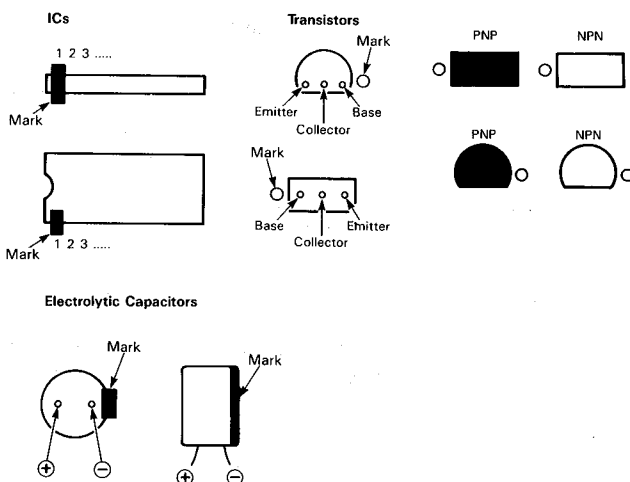 ICs
1 2 3 .....
Mark
Mark
1 2 3 .....
Transistors
Mark
Emitter
Base
Collector
Mark
Base
Emitter
Collector
PNP
NPN
PNP
NPN
Electrolytic Capacitors
Mark
+ −
Mark
+ −